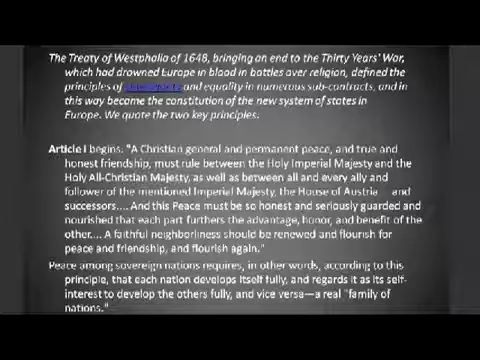 The Treaty of Westphalia of 1648, bringing an end to the Thirty Years' War,
which had drowned Europe in blood in battles over religion, defined the
principles of sovereignty and equality in numerous sub-contracts, and in
this way became the constitution of the new system of states in
Europe. We quote the two key principles:
Article I begins: "A Christian general and permanent peace, and true and
honest friendship, must rule between the Holy Imperial Majesty and the
Holy All-Christian Majesty, as well as between all and every ally and
follower of the mentioned Imperial Majesty, the House of Austria ... and
successors.... And this Peace must be so honest and seriously guarded and
nourished that each part furthers the advantage, honor, and benefit of the
other.... A faithful neighborliness should be renewed and flourish for
peace and friendship, and flourish again."
Peace among sovereign nations requires, in other words, according to this
principle, that each nation develops itself fully, and regards it as its self-
interest to develop the others fully, and vice versa—a real "family of
nations."